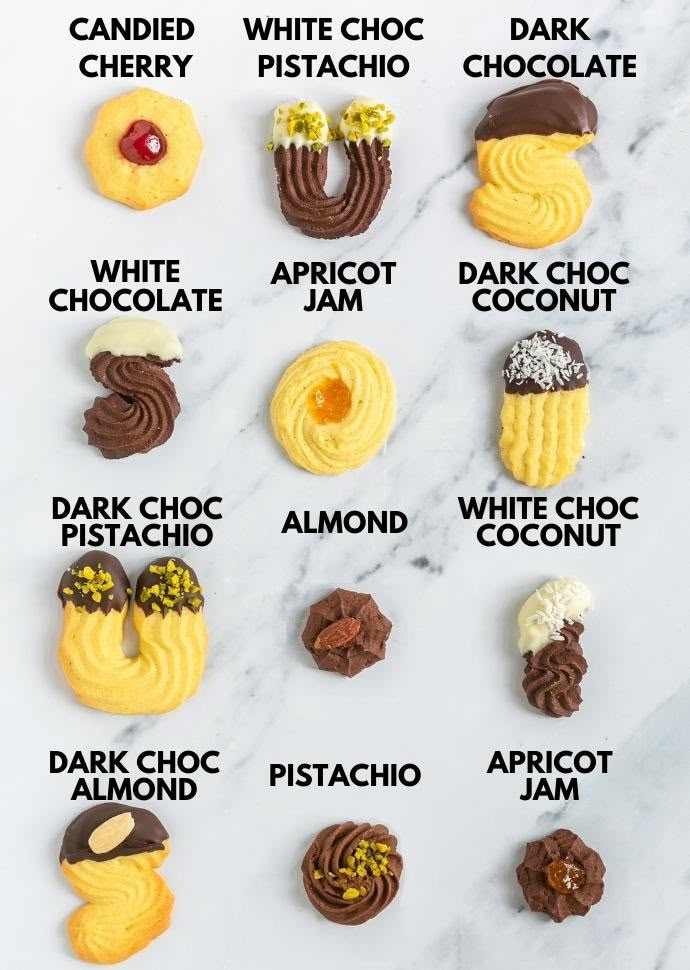 CANDIED
CHERRY
WHITE CHOC
PISTACHIO
DARK
CHOCOLATE
WHITE
CHOCOLATE
APRICOT
JAM
DARK CHOC
COCONUT
DARK CHOC
PISTACHIO
ALMOND
WHITE CHOC
COCONUT
DARK CHOC
ALMOND
PISTACHIO
APRICOT
JAM